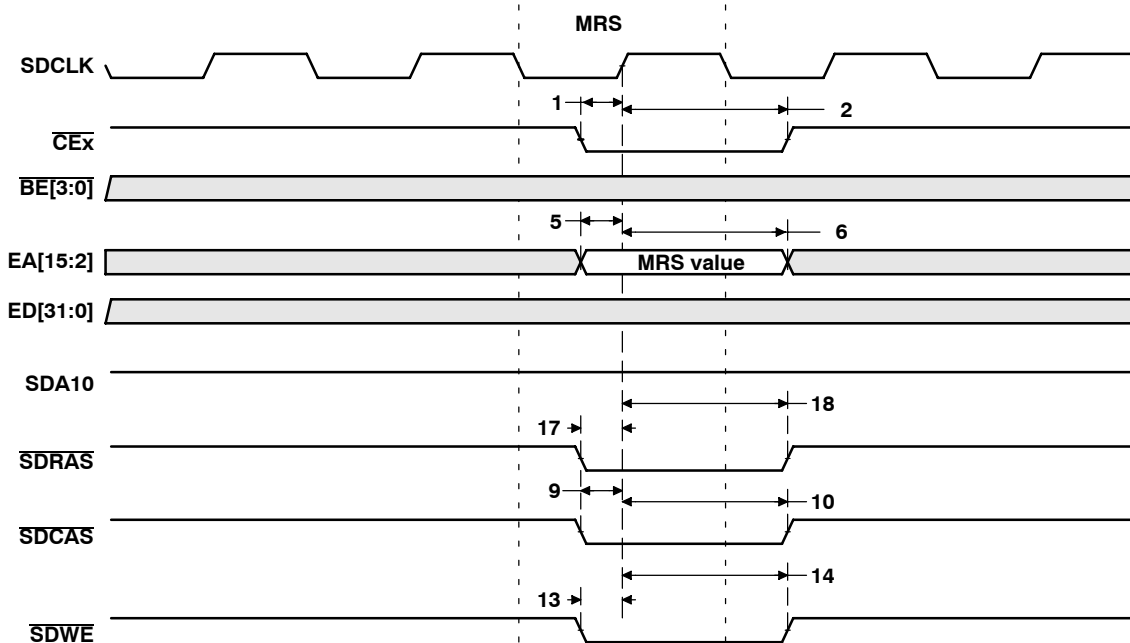 MRS
SDCLK
1
2
CEx
BE[3:0]
5
6
EA[15:2]
MRS value
ED[31:0]
SDA10
18
17
SDRAS
9
10
SDCAS
14
13
SDWE